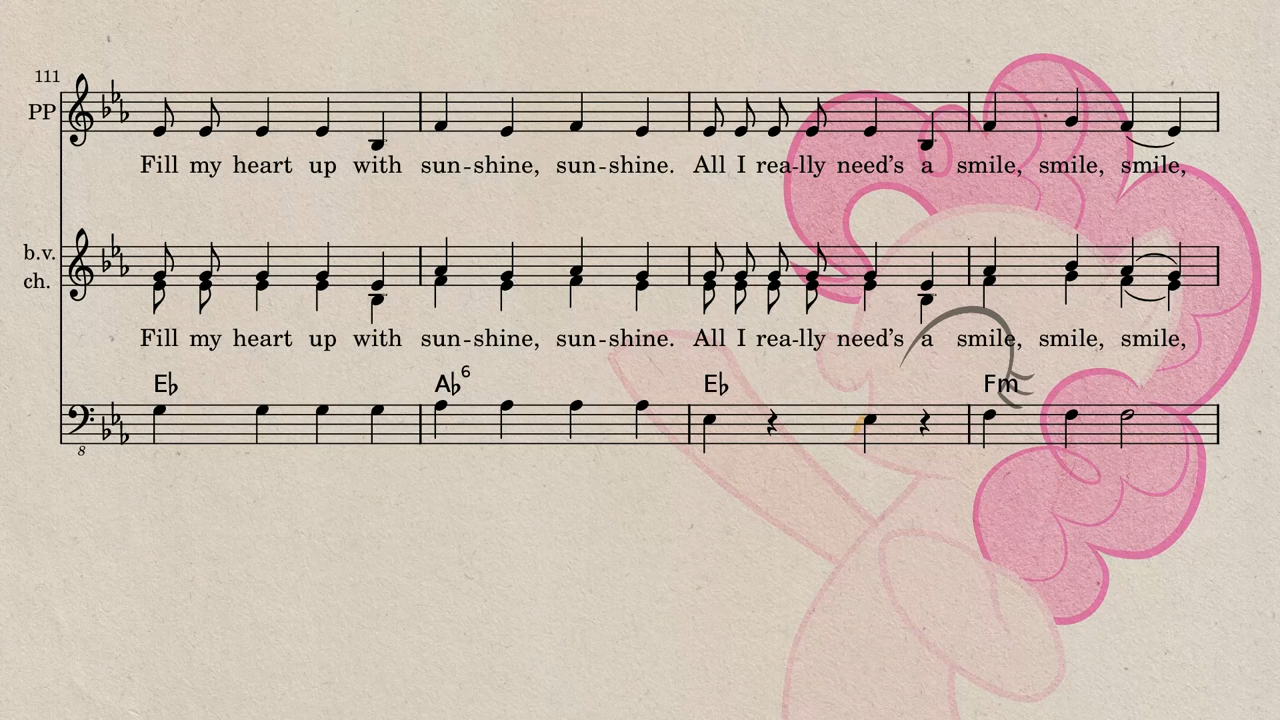 111
PP
Fill my heart up with sun-shine, sun-shine. All I rea-lly need's a smile, smile, smile,
b.v.
ch.
Fill my heart up with sun-shine, sun-shine. All I rea-lly need's a smile, smile, smile,
E♭ A♭6 E♭ Fm
8